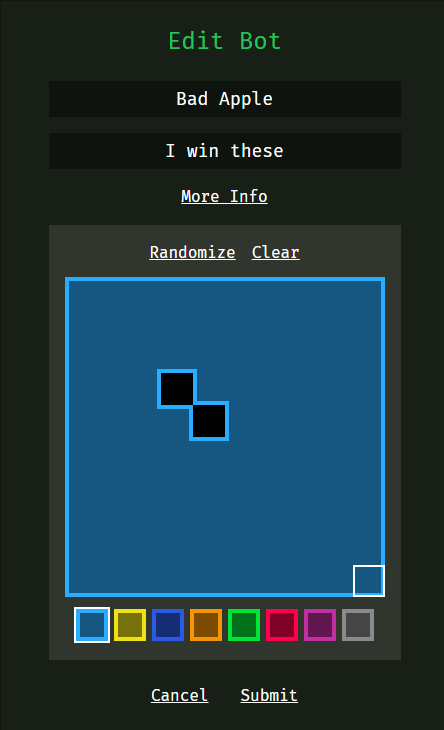 Edit Bot
Bad Apple
I win these
More Info
Randomize Clear
Cancel Submit